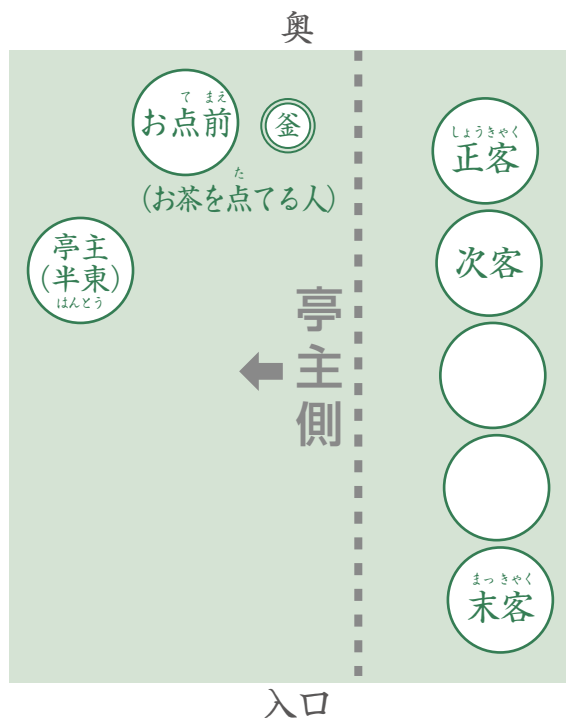 奥
て まえ
お点前
釜
た
(お茶を点てる人)
亭主
(半東)
はんとう
亭主側
しょうきゃく
正客
次客
まっきゃく
末客
入口